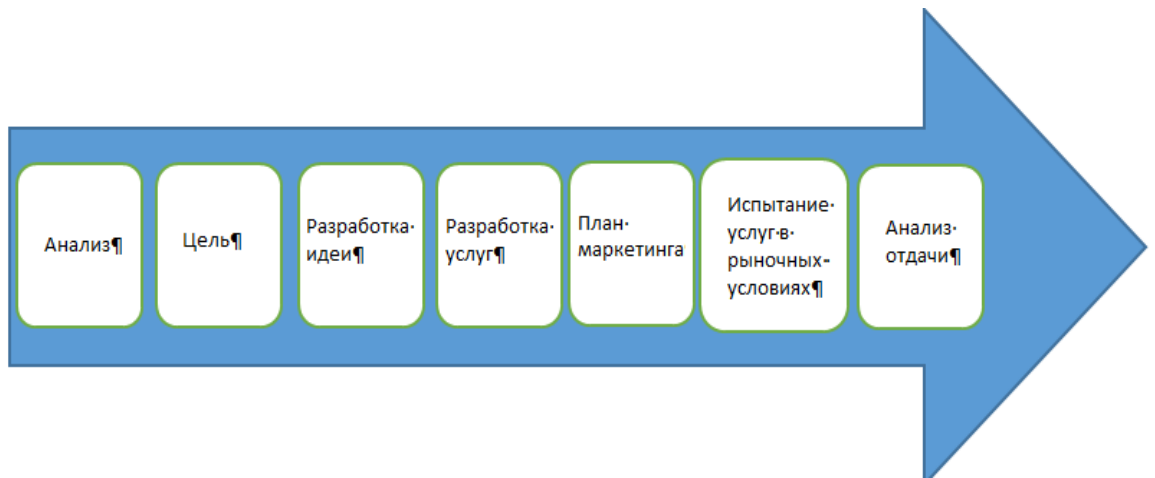 Анализ¶
Цель¶
Разработка·
идеи¶
Разработка·
услуг¶
План·
маркетинга
Испытание·
услуг·в·
рыночных·
условиях¶
Анализ·
отдачи¶